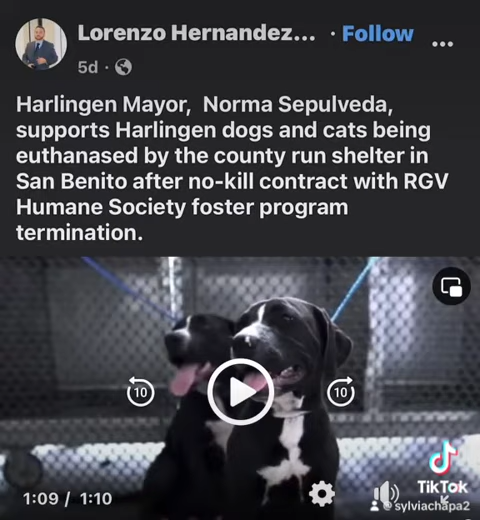 Lorenzo Hernandez... · Follow
5d ·
Harlingen Mayor, Norma Sepulveda,
supports Harlingen dogs and cats being
euthanased by the county run shelter in
San Benito after no-kill contract with RGV
Humane Society foster program
termination.
10
10
1:09 / 1:10
TikTok
@sylviachapa2